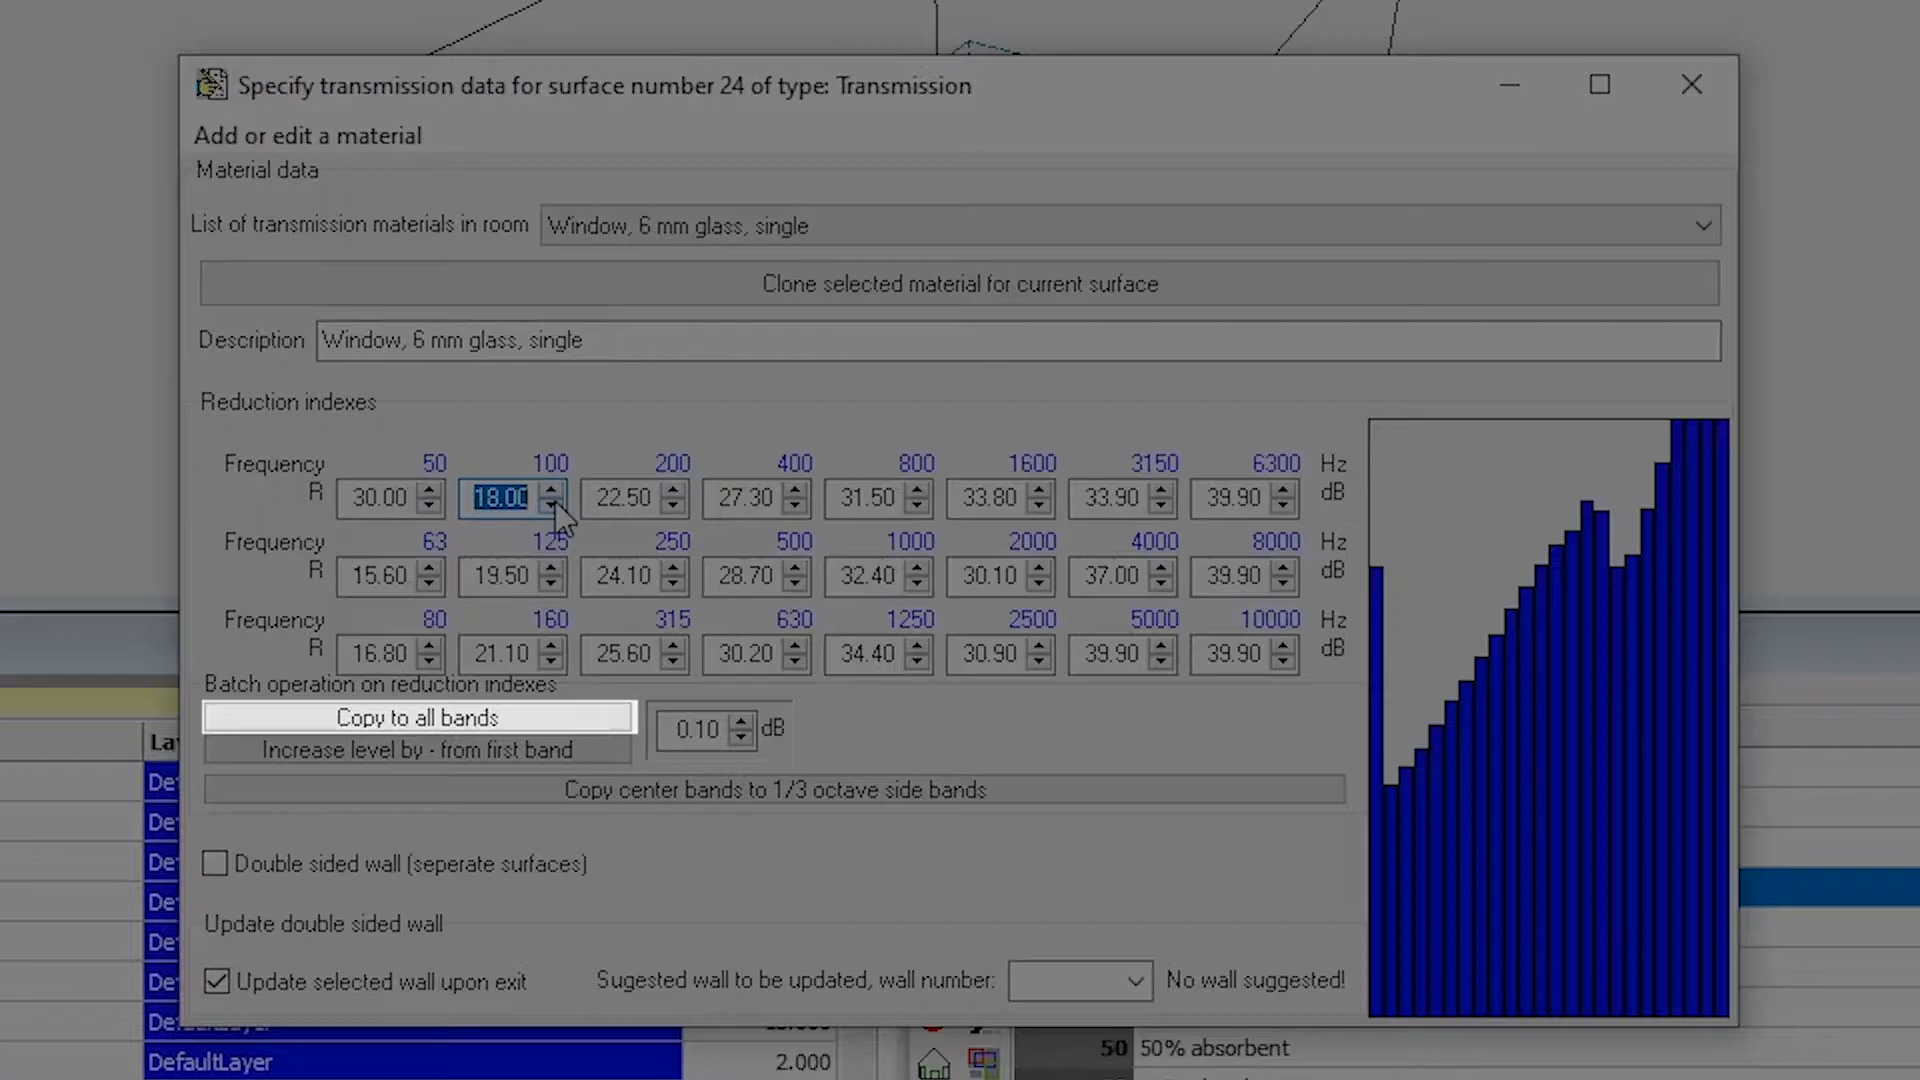 Specify transmission data for surface number 24 of type: Transmission
Add or edit a material
Material data
List of transmission materials in room
Window, 6 mm glass, single
Clone selected material for current surface
Description
Window, 6 mm glass, single
Reduction indexes
Frequency 50 100 200 400 800 1600 3150 6300 Hz
R 30.00 18.00 22.50 27.30 31.50 33.80 33.90 39.90 dB
Frequency 63 125 250 500 1000 2000 4000 8000 Hz
R 15.60 19.50 24.10 28.70 32.40 30.10 37.00 39.90 dB
Frequency 80 160 315 630 1250 2500 5000 10000 Hz
R 16.80 21.10 25.60 30.20 34.40 30.90 39.90 39.90 dB
Batch operation on reduction indexes
Copy to all bands
0.10 dB
Increase level by - from first band
Copy center bands to 1/3 octave side bands
Double sided wall (seperate surfaces)
Update double sided wall
Update selected wall upon exit
Sugested wall to be updated, wall number:
No wall suggested!
DefaultLayer
2.000
50 50% absorbent